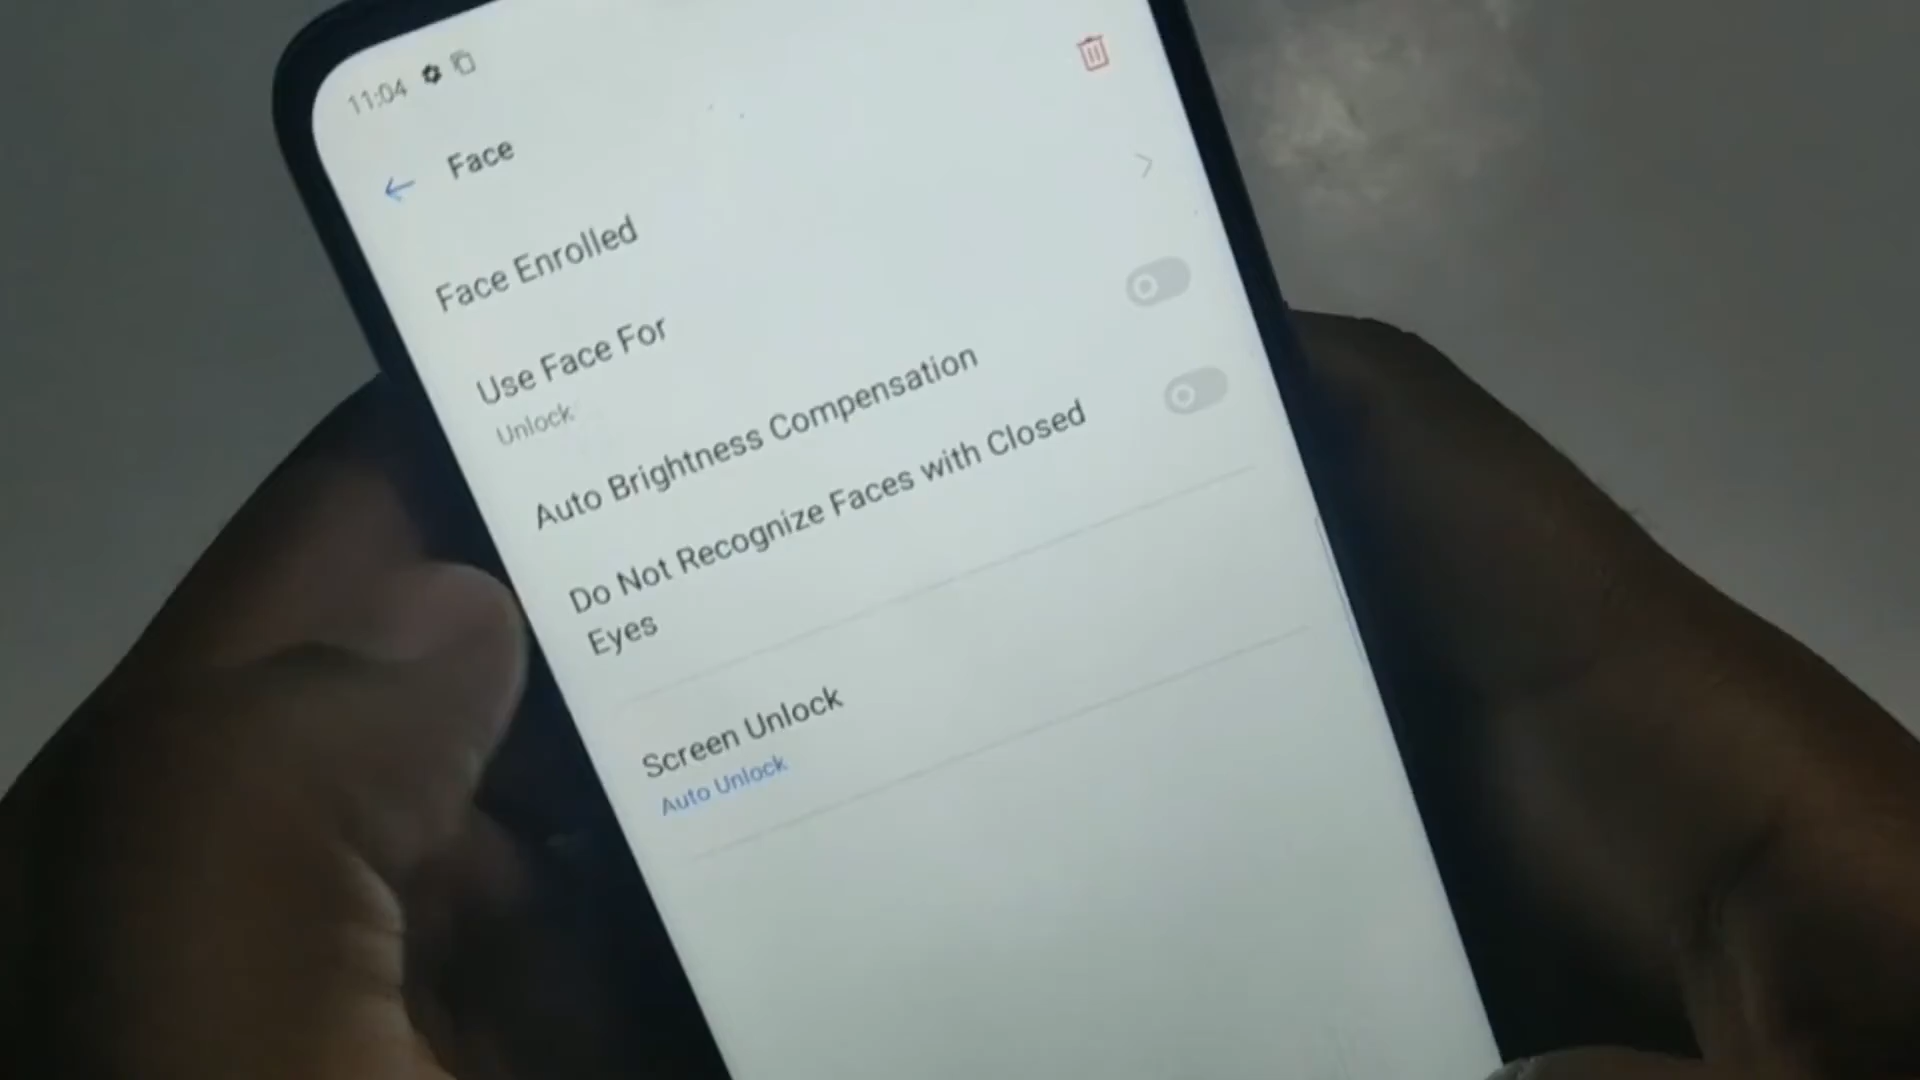 11:04
Face
Face Enrolled
Use Face For
Unlock
Auto Brightness Compensation
Do Not Recognize Faces with Closed
Eyes
Screen Unlock
Auto Unlock